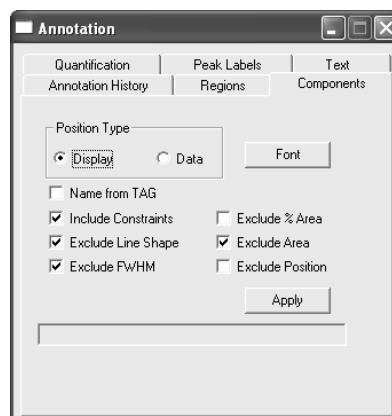 Annotation
Quantification Peak Labels Text
Annotation History Regions Components
Position Type
Display Data Font
Name from TAG
Include Constraints Exclude % Area
Exclude Line Shape Exclude Area
Exclude FWHM Exclude Position
Apply